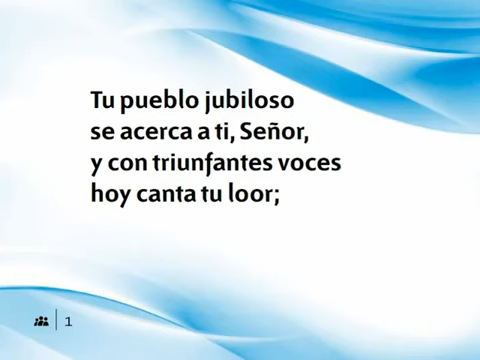 Tu pueblo jubiloso
se acerca a ti, Señor,
y con triunfantes voces
hoy canta tu loor;
1